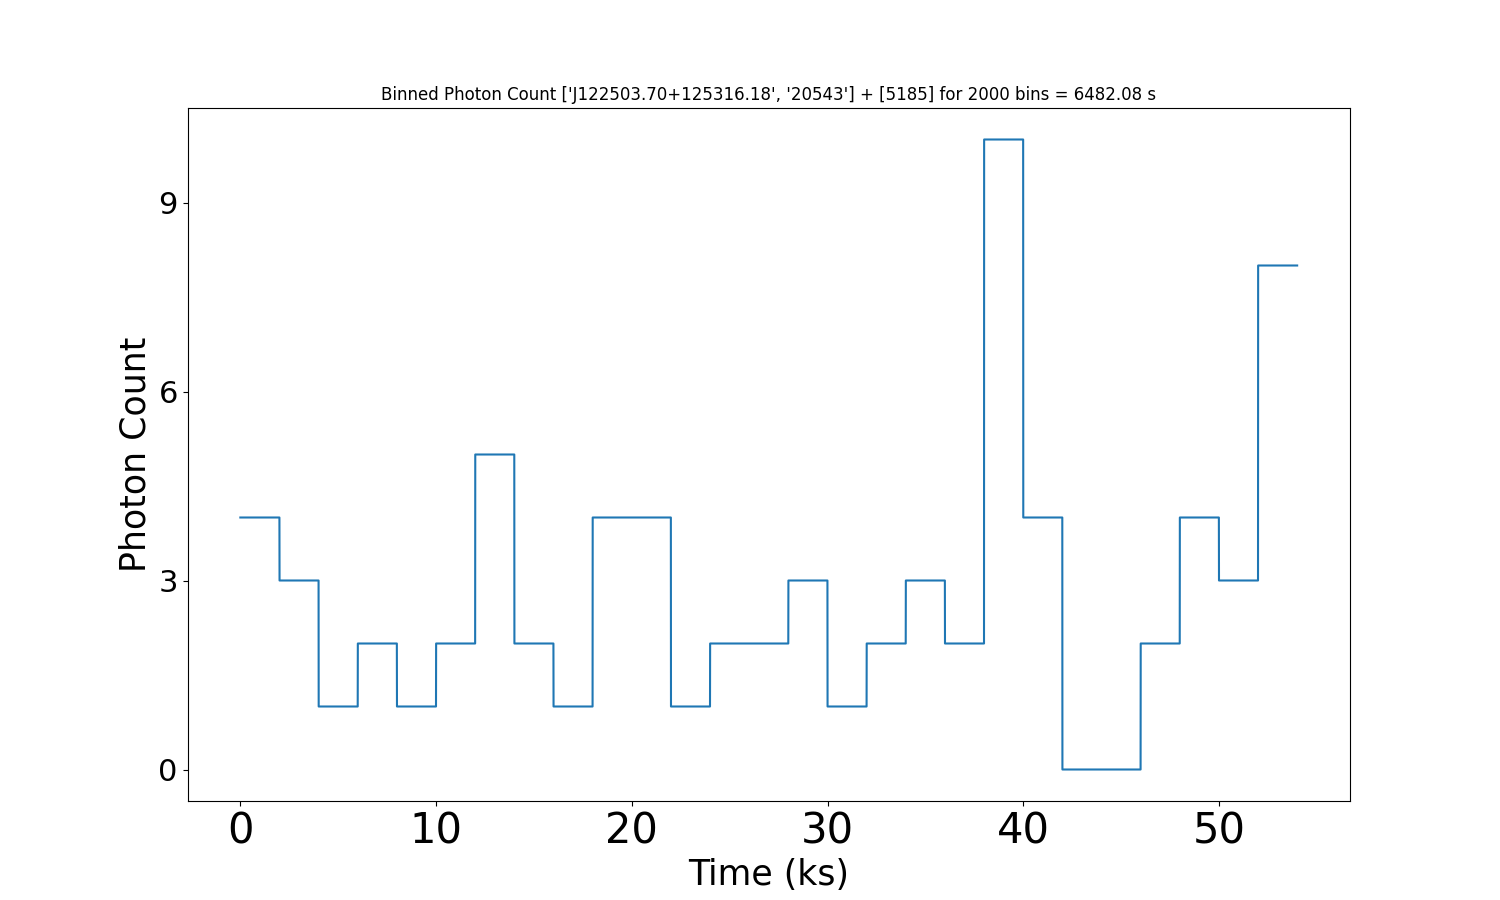 Binned Photon Count ['J122503.70+125316.18', '20543'] + [5185] for 2000 bins = 6482.08 s
Photon Count
9
6
3
0
0 10 20 30 40 50
Time (ks)